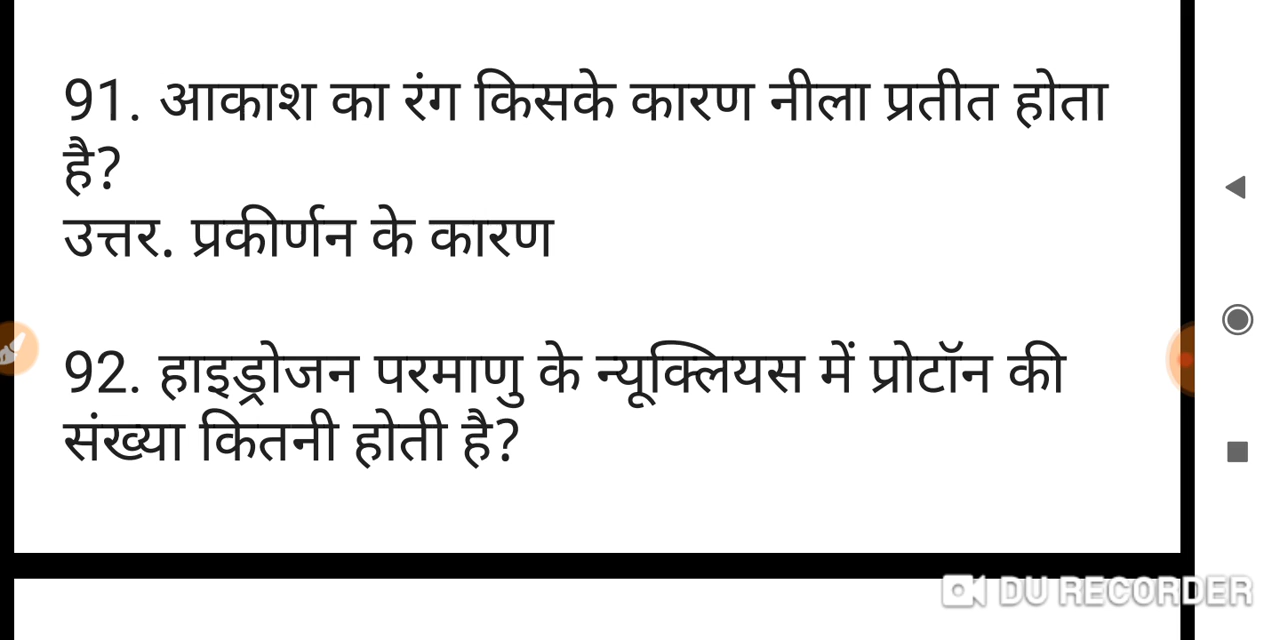 91. आकाश का रंग किसके कारण नीला प्रतीत होता
है?
उत्तर. प्रकीर्णन के कारण
92. हाइड्रोजन परमाणु के न्यूक्लियस में प्रोटॉन की
संख्या कितनी होती है?
DU RECORDER